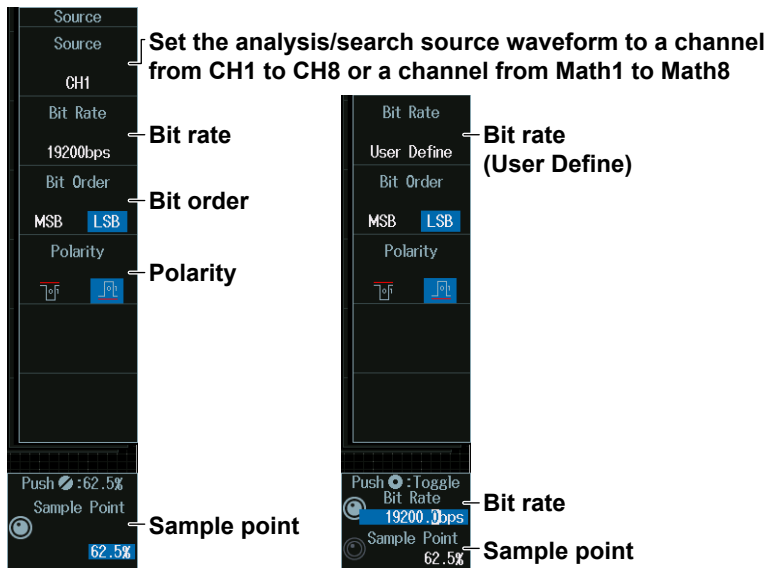 Source
Source
CH1
Set the analysis/search source waveform to a channel
from CH1 to CH8 or a channel from Math1 to Math8
Bit Rate
19200bps
Bit rate
Bit Order
MSB LSB
Bit order
Polarity
Polarity
Push :62.5%
Sample Point
62.5%
Sample point
Bit Rate
User Define
Bit rate
(User Define)
Bit Order
MSB LSB
Polarity
Push :Toggle
Bit Rate
19200.0bps
Bit rate
Sample Point
62.5%
Sample point